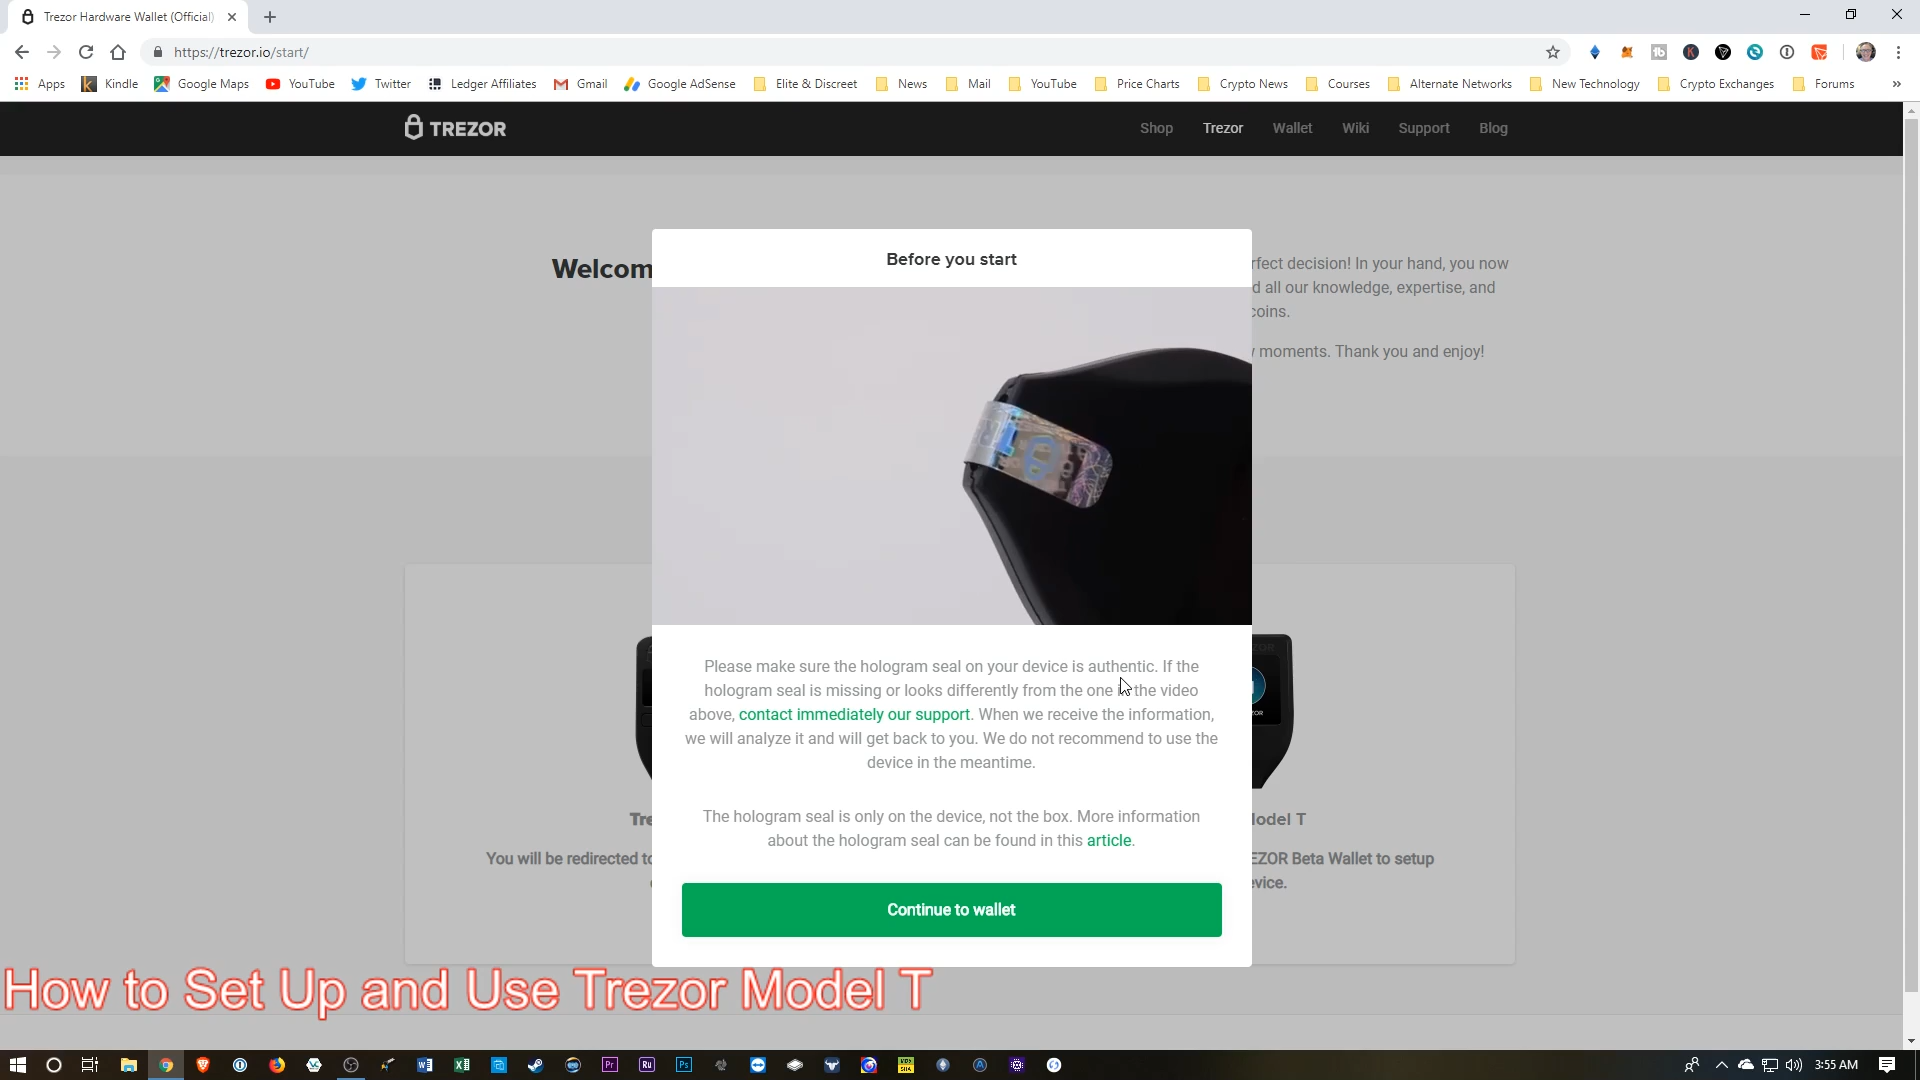 Trezor Hardware Wallet (Official)
https://trezor.io/start/
Apps Kindle Google Maps YouTube Twitter Ledger Affiliates Gmail Google AdSense Elite & Discreet News Mail YouTube Price Charts Crypto News Courses Alternate Networks New Technology Crypto Exchanges Forums »
TREZOR Shop Trezor Wallet Wiki Support Blog
Before you start
Welcom
rfect decision! In your hand, you now
d all our knowledge, expertise, and
coins.
moments. Thank you and enjoy!
Please make sure the hologram seal on your device is authentic. If the
hologram seal is missing or looks differently from the one in the video
above, contact immediately our support. When we receive the information,
we will analyze it and will get back to you. We do not recommend to use the
device in the meantime.
The hologram seal is only on the device, not the box. More information
about the hologram seal can be found in this article.
Tre
odel T
You will be redirected to
EZOR Beta Wallet to setup
evice.
Continue to wallet
How to Set Up and Use Trezor Model T
3:55 AM